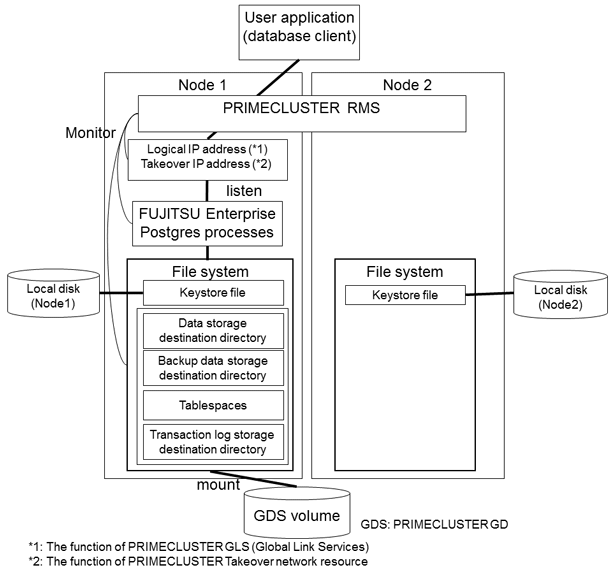 User application
(database client)
Node 1
Node 2
PRIMECLUSTER RMS
Monitor
Logical IP address (*1)
Takeover IP address (*2)
listen
FUJITSU Enterprise
Postgres processes
File system
File system
Local disk
(Node1)
Keystore file
Keystore file
Local disk
(Node2)
Data storage
destination directory
Backup data storage
destination directory
Tablespaces
Transaction log storage
destination directory
mount
GDS volume
GDS: PRIMECLUSTER GD
*1: The function of PRIMECLUSTER GLS (Global Link Services)
*2: The function of PRIMECLUSTER Takeover network resource